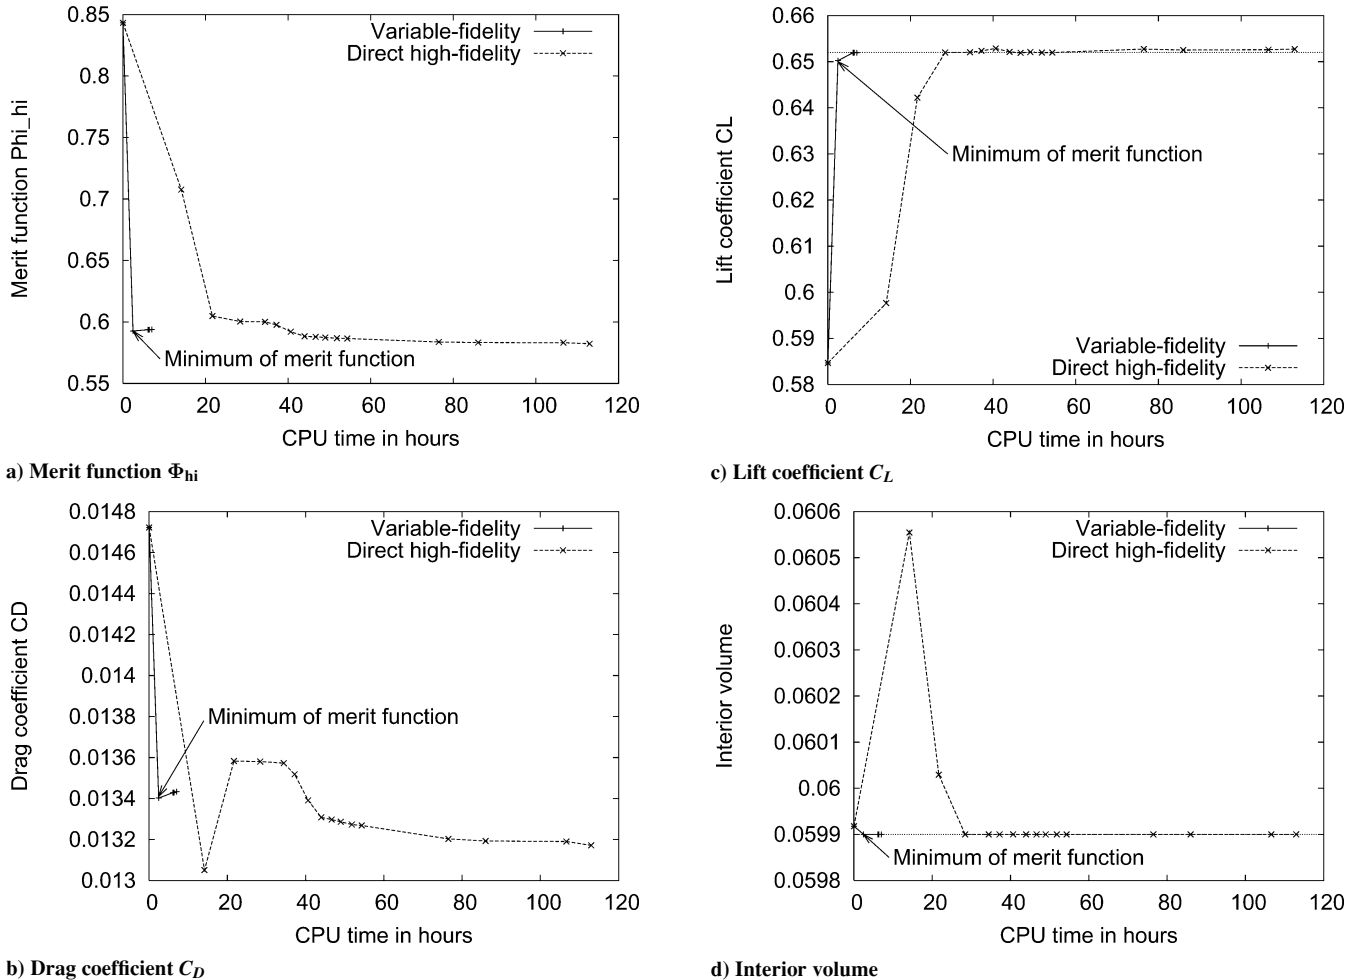 0.85
0.8
0.75
0.7
0.65
0.6
0.55
Merit function Phi_hi
Variable-fidelity
Direct high-fidelity
Minimum of merit function
0 20 40 60 80 100 120
CPU time in hours
a) Merit function Φhi
0.66
0.65
0.64
0.63
0.62
0.61
0.6
0.59
0.58
Lift coefficient CL
Minimum of merit function
Variable-fidelity
Direct high-fidelity
0 20 40 60 80 100 120
CPU time in hours
c) Lift coefficient CL
0.0148
0.0146
0.0144
0.0142
0.014
0.0138
0.0136
0.0134
0.0132
0.013
Drag coefficient CD
Variable-fidelity
Direct high-fidelity
Minimum of merit function
0 20 40 60 80 100 120
CPU time in hours
b) Drag coefficient CD
0.0606
0.0605
0.0604
0.0603
0.0602
0.0601
0.06
0.0599
0.0598
Interior volume
Variable-fidelity
Direct high-fidelity
Minimum of merit function
0 20 40 60 80 100 120
CPU time in hours
d) Interior volume